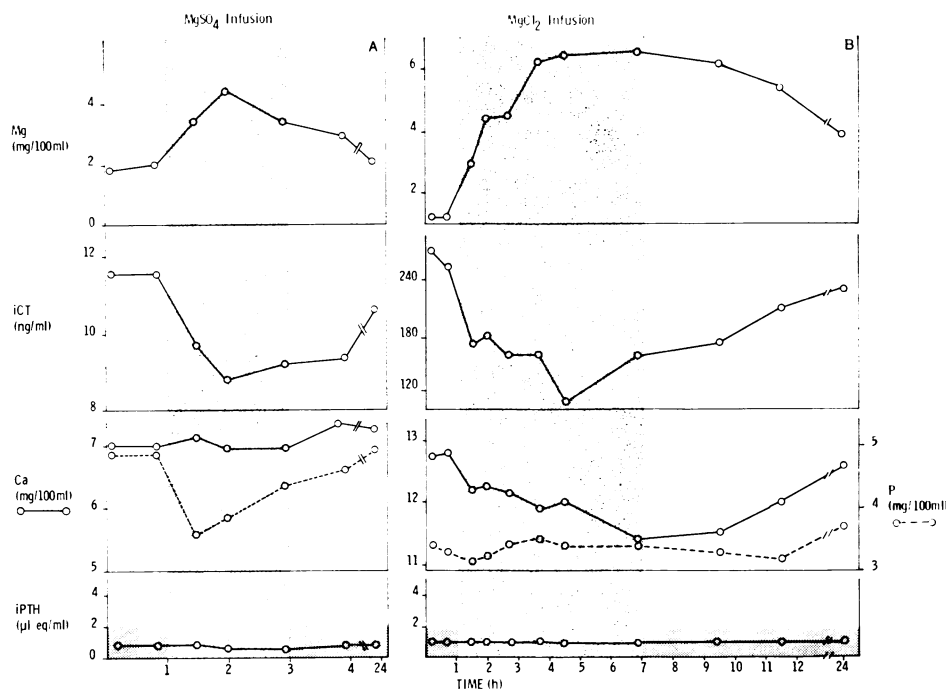 MgSO4 Infusion
MgCl2 Infusion
A
B
Mg
(mg/100ml)
4
2
0
6
4
2
iCT
(ng/ml)
12
10
8
240
180
120
Ca
(mg/100ml)
7
6
5
13
12
11
5
4
3
P
(mg/100ml)
iPTH
(µl eq/ml)
4
2
0
4
2
1 2 3 4 24
1 2 3 4 5 6 7 8 9 10 11 12 13 24
TIME (h)